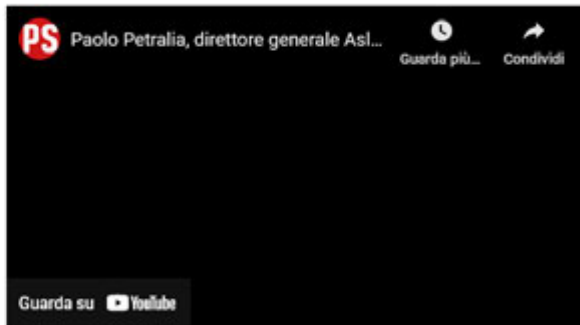 PS Paolo Petralia, direttore generale Asl...
Guarda più... Condividi
Guarda su YouTube